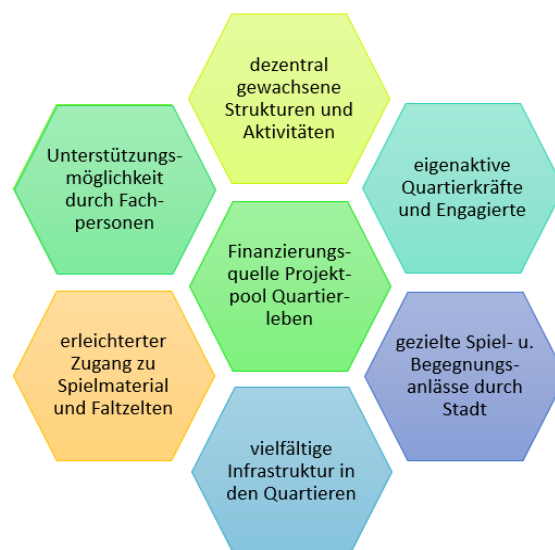 dezentral
gewachsene
Strukturen und
Aktivitäten
Unterstützungs-
möglichkeit
durch Fach-
personen
eigenaktive
Quartierkräfte
und Engagierte
Finanzierungs-
quelle Projekt-
pool Quartier-
leben
erleichterter
Zugang zu
Spielmaterial
und Faltzelten
gezielte Spiel- u.
Begegnungs-
anlässe durch
Stadt
vielfältige
Infrastruktur in
den Quartieren